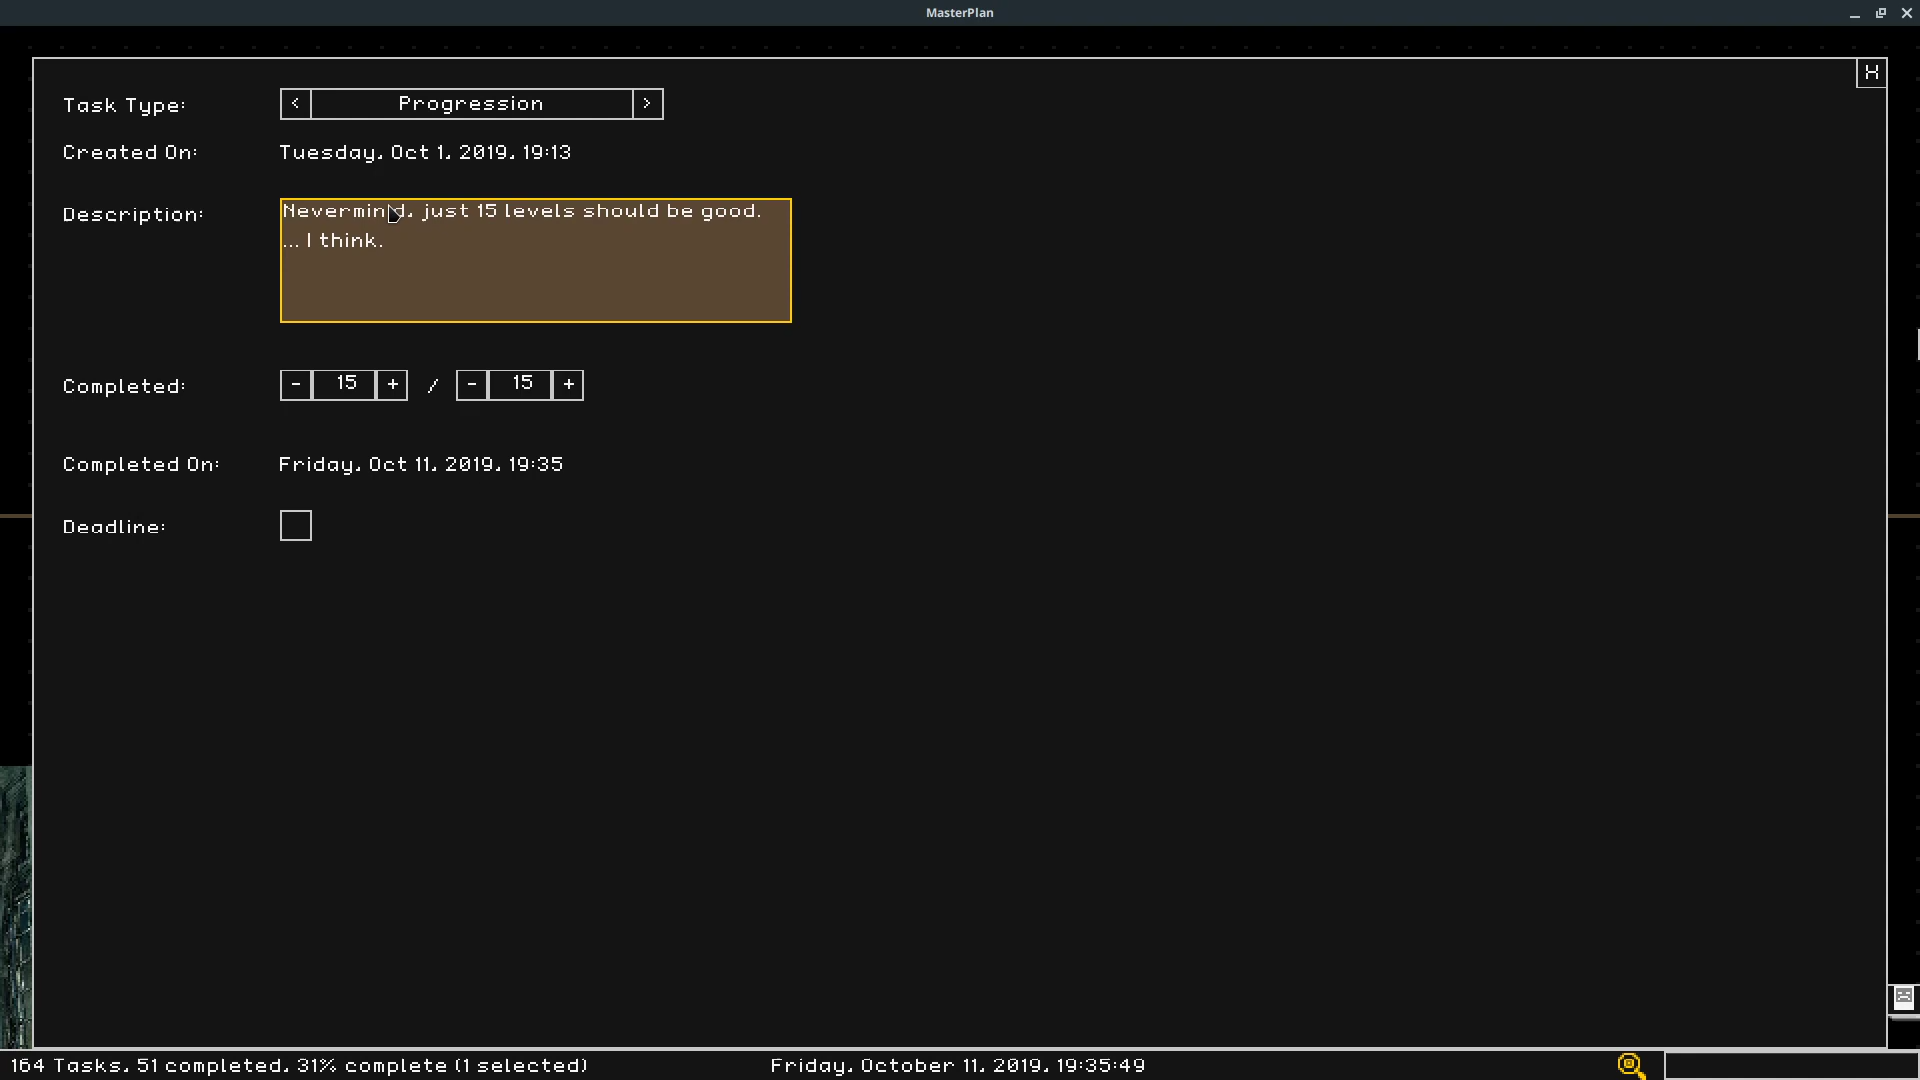 MasterPlan
Task Type: < Progression >
Created On: Tuesday, Oct 1, 2019, 19:13
Description: Nevermind, just 15 levels should be good.
... I think.
Completed: - 15 + / - 15 +
Completed On: Friday, Oct 11, 2019, 19:35
Deadline:
164 Tasks, 51 completed, 31% complete (1 selected) Friday, October 11, 2019, 19:35:49